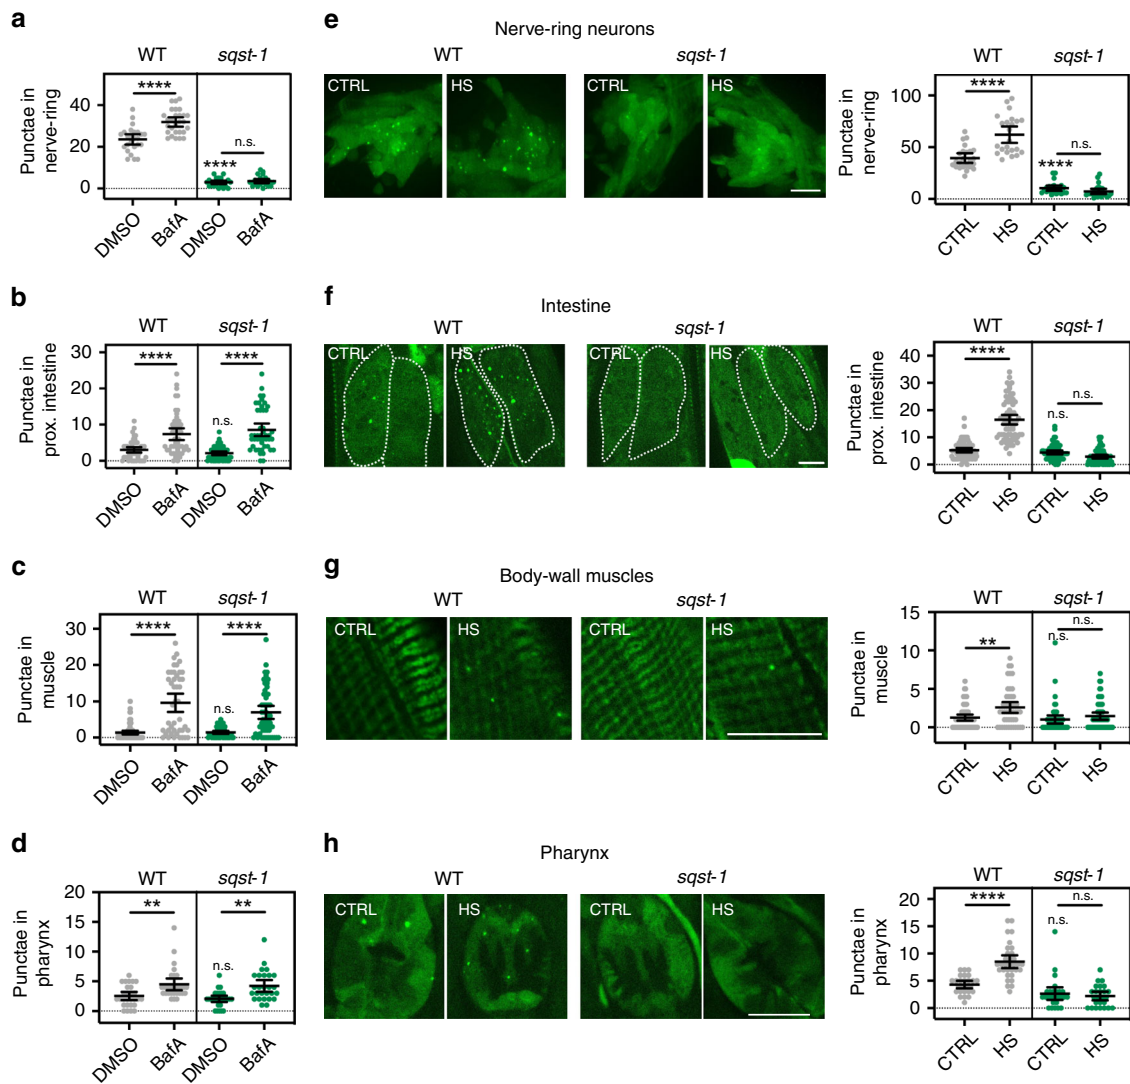 a
WT sqst-1
Punctae in
nerve-ring
40
20
0
****
****
n.s.
DMSO BafA DMSO BafA
e
Nerve-ring neurons
WT sqst-1
CTRL HS CTRL HS
WT sqst-1
Punctae in
nerve-ring
100
50
0
****
****
n.s.
CTRL HS CTRL HS
b
WT sqst-1
Punctae in
prox. intestine
30
20
10
0
**** ****
n.s.
DMSO BafA DMSO BafA
f
Intestine
WT sqst-1
CTRL HS CTRL HS
WT sqst-1
Punctae in
prox. intestine
40
30
20
10
0
****
n.s. n.s.
CTRL HS CTRL HS
c
WT sqst-1
Punctae in
muscle
30
20
10
0
**** ****
n.s.
DMSO BafA DMSO BafA
g
Body-wall muscles
WT sqst-1
CTRL HS CTRL HS
WT sqst-1
Punctae in
muscle
15
10
5
0
**
n.s. n.s.
CTRL HS CTRL HS
d
WT sqst-1
Punctae in
pharynx
20
15
10
5
0
** **
n.s.
DMSO BafA DMSO BafA
h
Pharynx
WT sqst-1
CTRL HS CTRL HS
WT sqst-1
Punctae in
pharynx
20
15
10
5
0
****
n.s. n.s.
CTRL HS CTRL HS